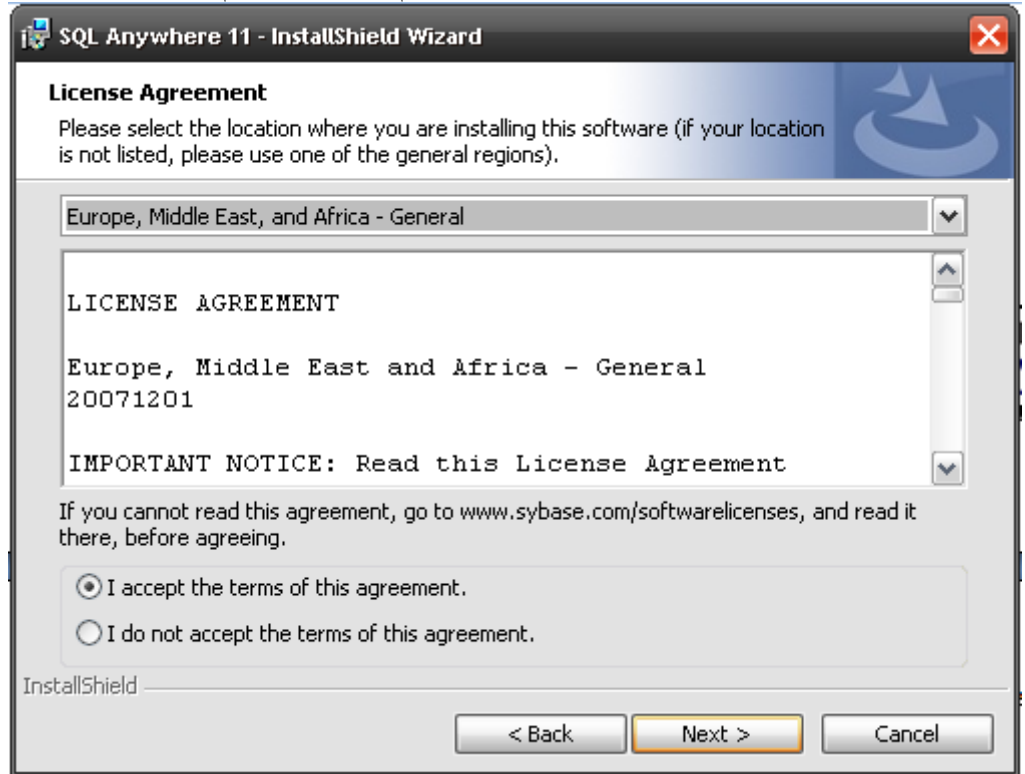 SQL Anywhere 11 - InstallShield Wizard
License Agreement
Please select the location where you are installing this software (if your location
is not listed, please use one of the general regions).
Europe, Middle East, and Africa - General
LICENSE AGREEMENT
Europe, Middle East and Africa - General
20071201
IMPORTANT NOTICE: Read this License Agreement
If you cannot read this agreement, go to www.sybase.com/softwarelicenses, and read it
there, before agreeing.
I accept the terms of this agreement.
I do not accept the terms of this agreement.
InstallShield
< Back Next > Cancel